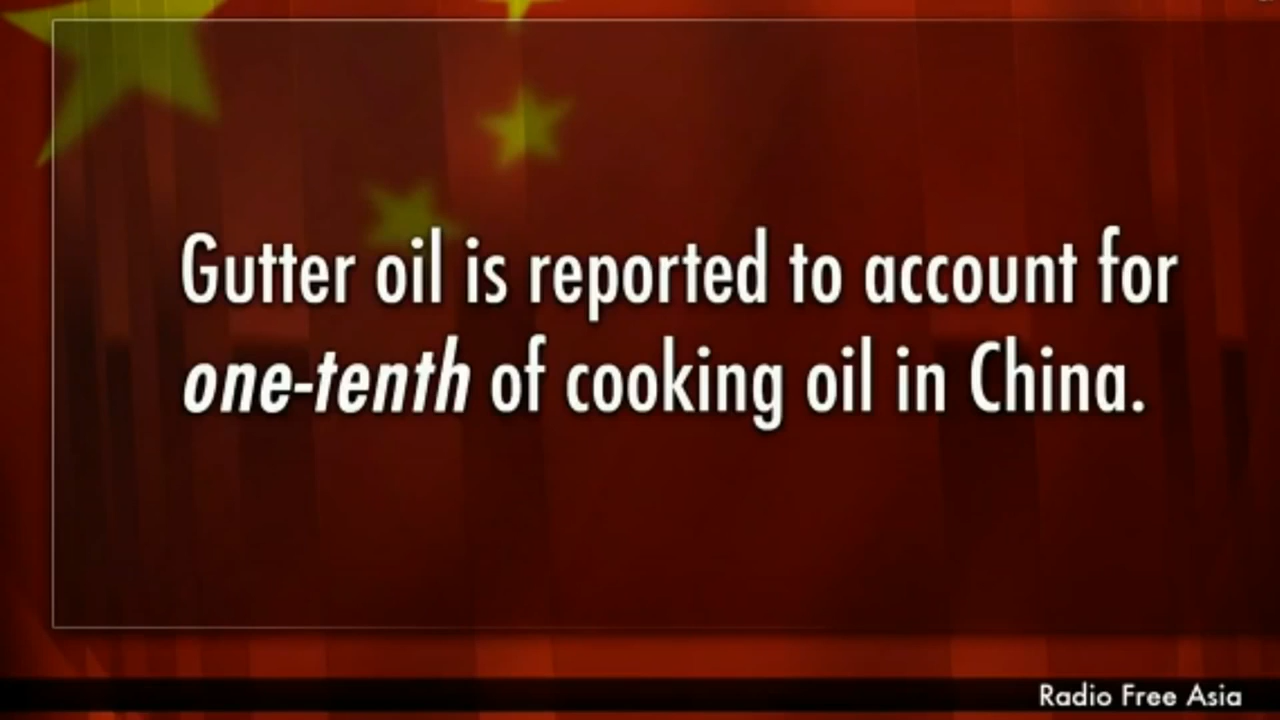 Gutter oil is reported to account for
one-tenth of cooking oil in China.
Radio Free Asia